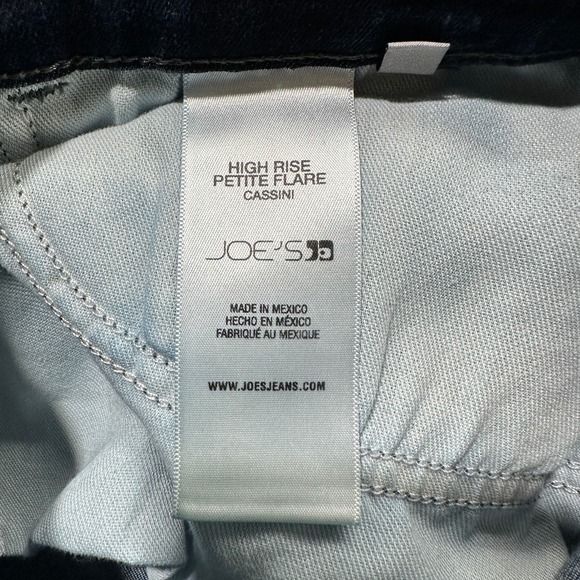 HIGH RISE
PETITE FLARE
CASSINI
JOE'S
MADE IN MEXICO
HECHO EN MÉXICO
FABRIQUÉ AU MEXIQUE
WWW.JOESJEANS.COM